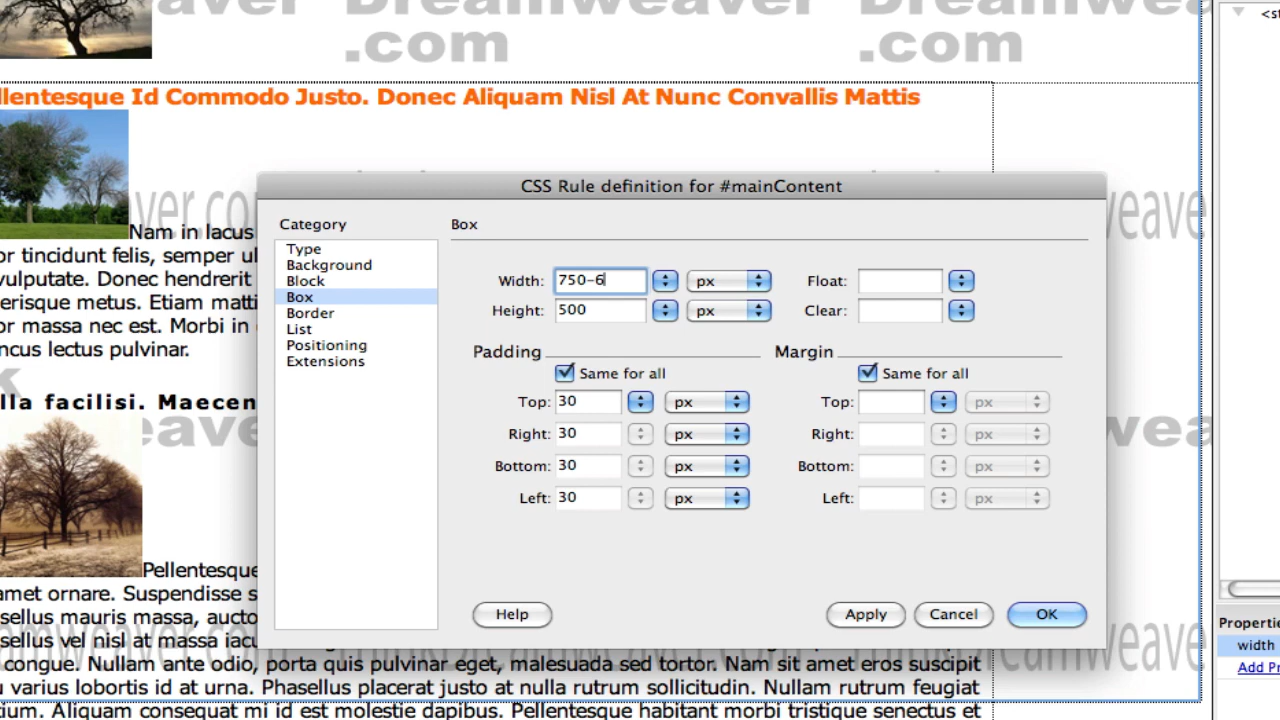 Dreamweaver
.com
.com
<st
Pellentesque Id Commodo Justo. Donec Aliquam Nisl At Nunc Convallis Mattis
Nam in lacus
or tincidunt felis, semper ul
vulputate. Donec hendrerit
erisque metus. Etiam matti
or massa nec est. Morbi in
ncus lectus pulvinar.
lla facilisi. Maecen
Pellentesque
amet ornare. Suspendisse s
sellus mauris massa, aucto
sellus vel nisl at massa iacu
congue. Nullam ante odio, porta quis pulvinar eget, malesuada sed tortor. Nam sit amet eros suscipit
varius lobortis id at urna. Phasellus placerat justo at nulla rutrum sollicitudin. Nullam rutrum feugiat
tium. Aliquam consequat mi id est molestie dapibus. Pellentesque habitant morbi tristique senectus et
CSS Rule definition for #mainContent
Category
Type
Background
Block
Box
Border
List
Positioning
Extensions
Box
Width: 750-6 px Float:
Height: 500 px Clear:
Padding Margin
Same for all Same for all
Top: 30 px Top: px
Right: 30 px Right: px
Bottom: 30 px Bottom: px
Left: 30 px Left: px
Help Apply Cancel OK
Propertie
width
Add Pr